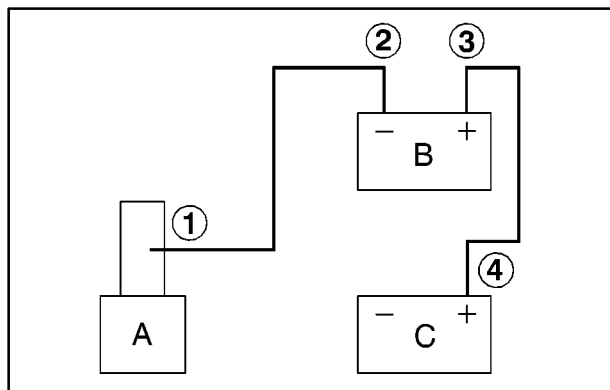 ② ③
− +
B
①
④
− +
A C